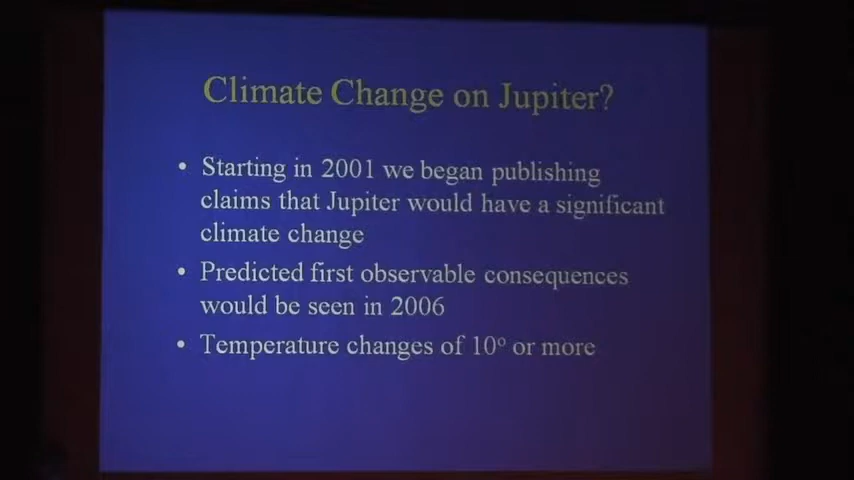 Climate Change on Jupiter?
• Starting in 2001 we began publishing
claims that Jupiter would have a significant
climate change
• Predicted first observable consequences
would be seen in 2006
• Temperature changes of 10° or more